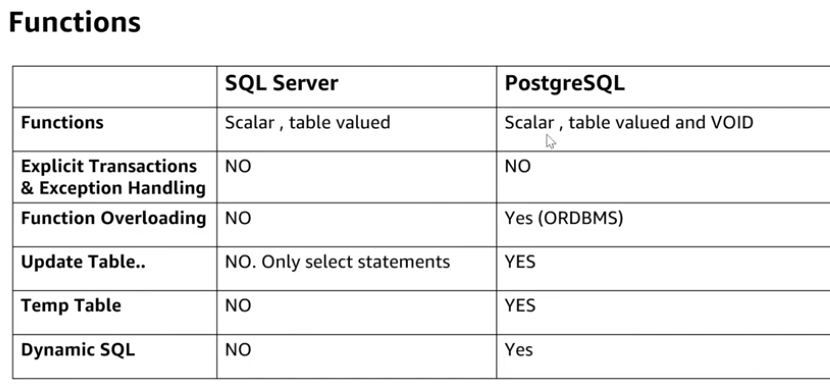 Functions
SQL Server PostgreSQL
Functions Scalar , table valued Scalar , table valued and VOID
Explicit Transactions NO NO
& Exception Handling
Function Overloading NO Yes (ORDBMS)
Update Table.. NO. Only select statements YES
Temp Table NO YES
Dynamic SQL NO Yes